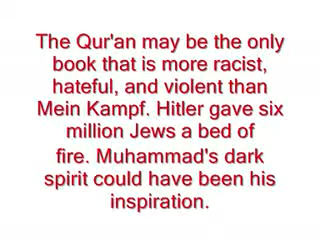 The Qur'an may be the only
book that is more racist,
hateful, and violent than
Mein Kampf. Hitler gave six
million Jews a bed of
fire. Muhammad's dark
spirit could have been his
inspiration.